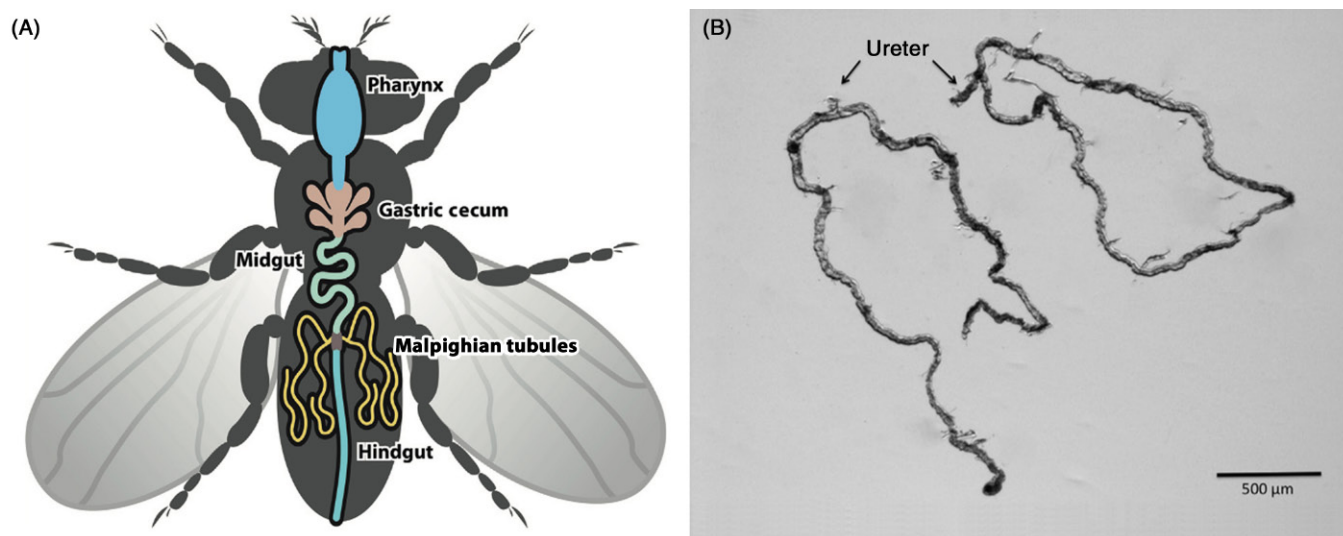 (A)
Pharynx
Gastric cecum
Midgut
Malpighian tubules
Hindgut
(B)
Ureter
500 µm